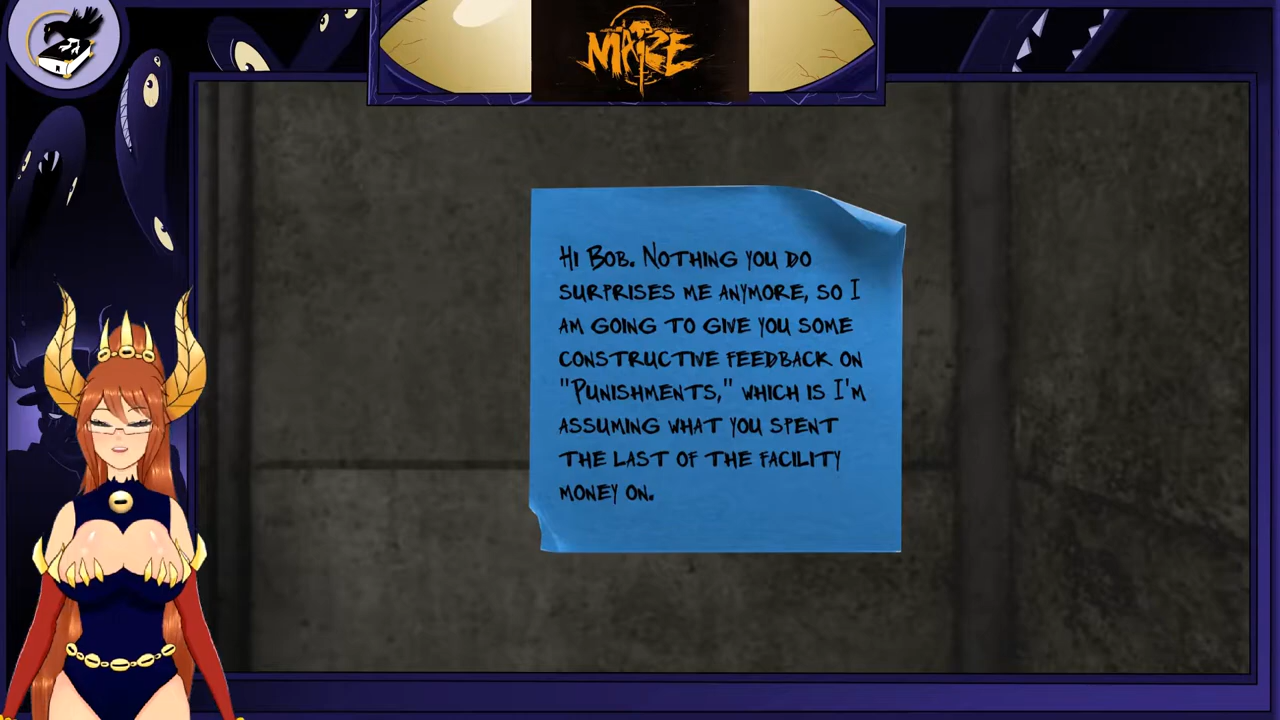 MAZE
HI BOB. NOTHING YOU DO
SURPRISES ME ANYMORE, SO I
AM GOING TO GIVE YOU SOME
CONSTRUCTIVE FEEDBACK ON
"PUNISHMENTS," WHICH IS I'M
ASSUMING WHAT YOU SPENT
THE LAST OF THE FACILITY
MONEY ON.